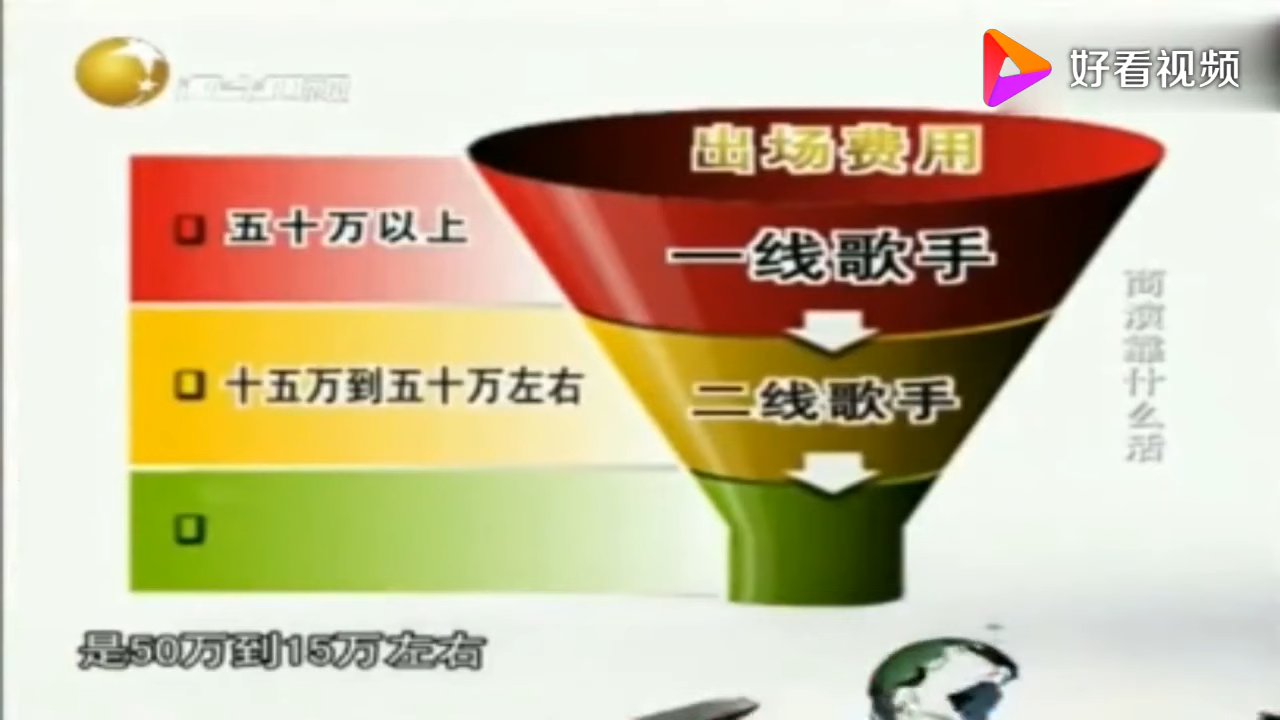 好看视频
出场费用
五十万以上
一线歌手
十五万到五十万左右
二线歌手
商演靠什么活
是50万到15万左右